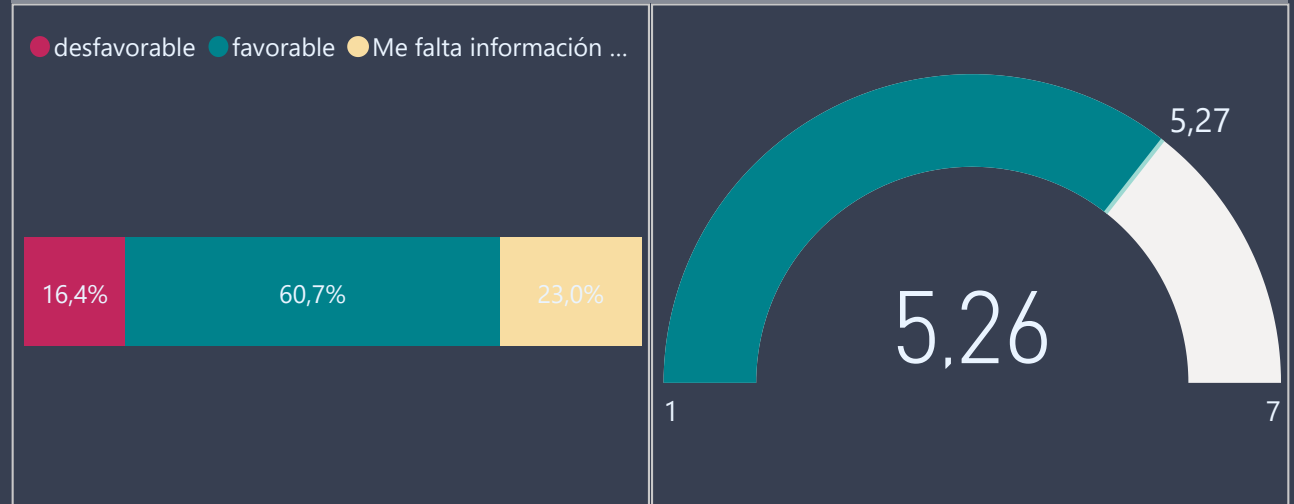 desfavorable favorable Me falta información ...
16,4% 60,7% 23,0%
5,27
5,26
1 7